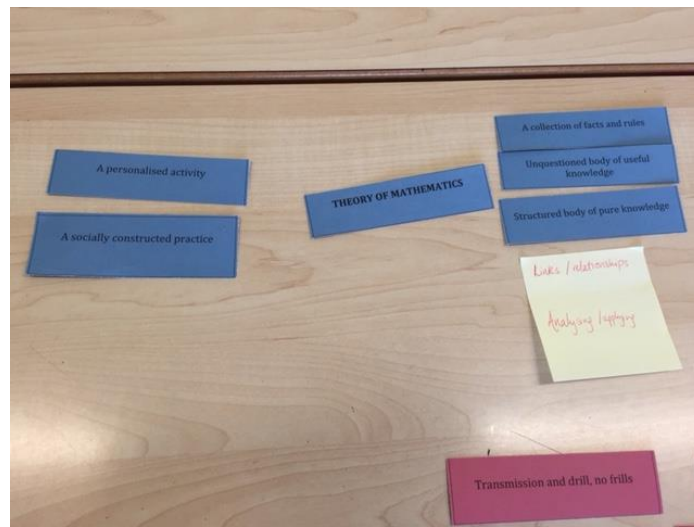 A personalised activity
A socially constructed practice
THEORY OF MATHEMATICS
A collection of facts and rules
Unquestioned body of useful
knowledge
Structured body of pure knowledge
Links / relationships
Analysing / applying
Transmission and drill, no frills